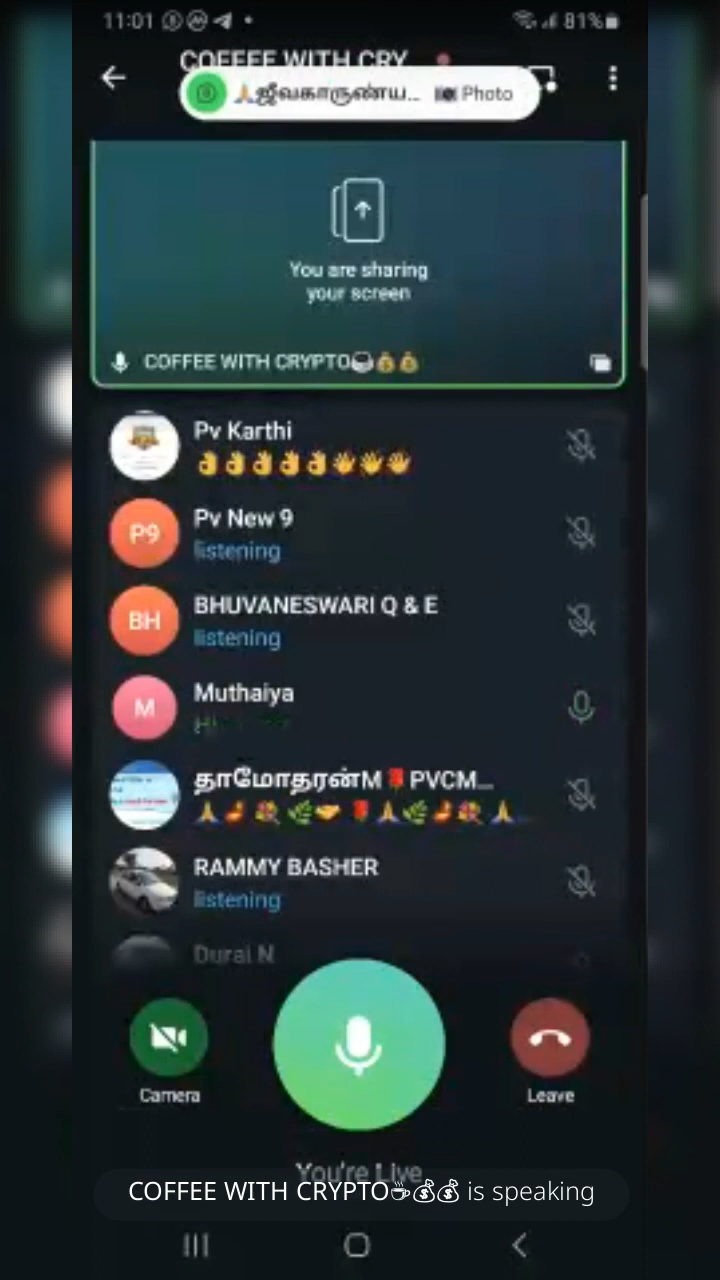 11:01 81%
COFFEE WITH CRY
🙏ஜீவகாருண்ய... 📷 Photo
You are sharing
your screen
COFFEE WITH CRYPTO☕💰💰
Pv Karthi
👌👌👌👌👌👋👋👋
P9
Pv New 9
listening
BH
BHUVANESWARI Q & E
listening
M
Muthaiya
தாமோதரன்M🌹PVCM...
RAMMY BASHER
listening
Durai N
Camera
Leave
You're Live
COFFEE WITH CRYPTO☕💰💰 is speaking